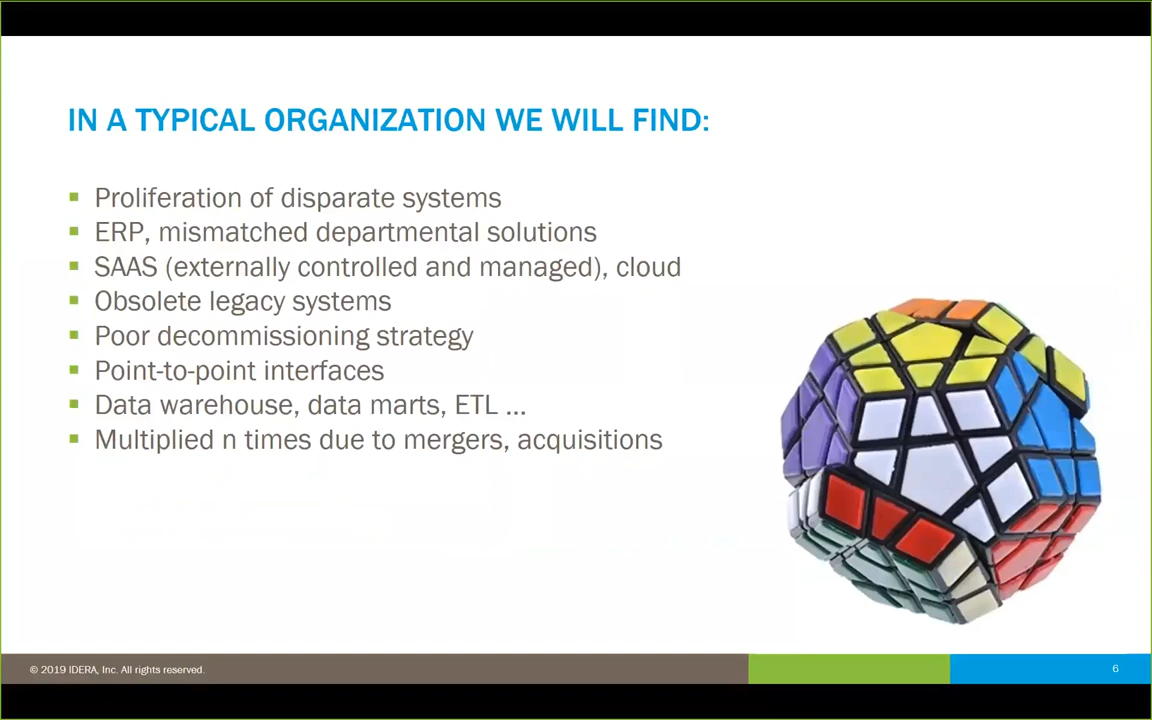 IN A TYPICAL ORGANIZATION WE WILL FIND:
Proliferation of disparate systems
ERP, mismatched departmental solutions
SAAS (externally controlled and managed), cloud
Obsolete legacy systems
Poor decommissioning strategy
Point-to-point interfaces
Data warehouse, data marts, ETL ...
Multiplied n times due to mergers, acquisitions
© 2019 IDERA, Inc. All rights reserved.
6